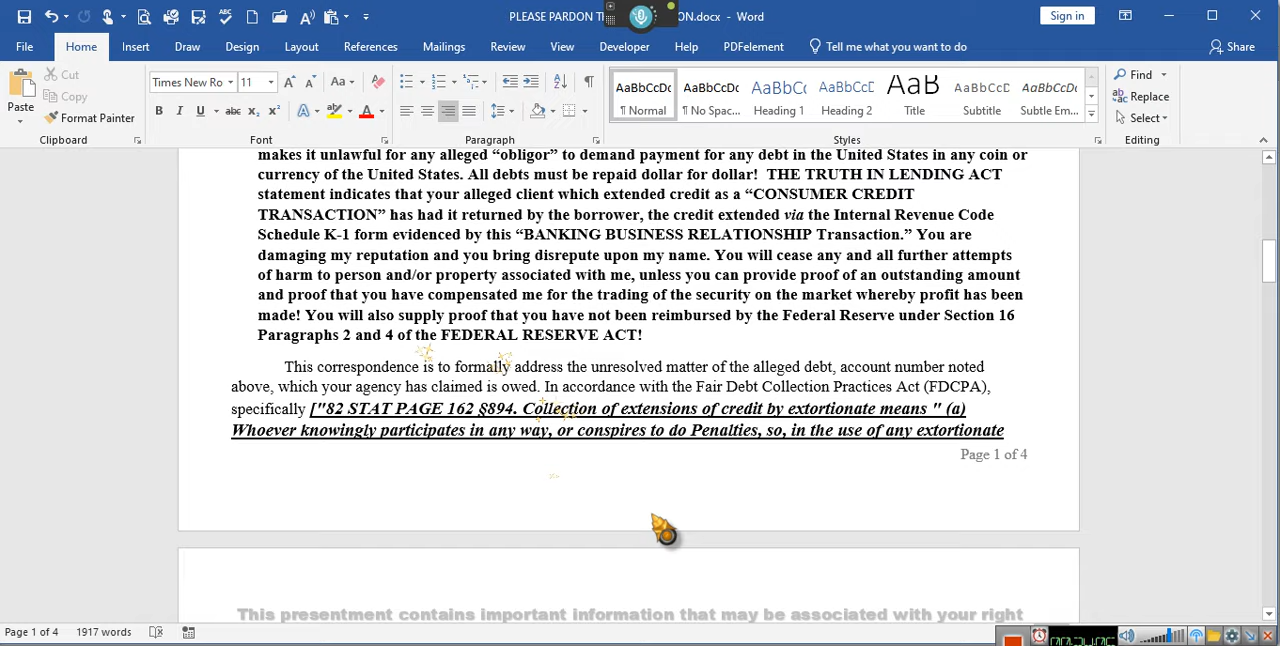 PLEASE PARDON TH
ON.docx - Word
Sign in
File
Home
Insert
Draw
Design
Layout
References
Mailings
Review
View
Developer
Help
PDFelement
Tell me what you want to do
Share
Paste
Cut
Copy
Format Painter
Clipboard
Times New Ro
11
Font
Paragraph
AaBbCcDc
¶ Normal
AaBbCcDc
¶ No Spac...
AaBbCc
Heading 1
AaBbCcD
Heading 2
AaB
Title
AaBbCcD
Subtitle
AaBbCcDc
Subtle Em...
Styles
Find
Replace
Select
Editing
makes it unlawful for any alleged “obligor” to demand payment for any debt in the United States in any coin or
currency of the United States. All debts must be repaid dollar for dollar! THE TRUTH IN LENDING ACT
statement indicates that your alleged client which extended credit as a “CONSUMER CREDIT
TRANSACTION” has had it returned by the borrower, the credit extended via the Internal Revenue Code
Schedule K-1 form evidenced by this “BANKING BUSINESS RELATIONSHIP Transaction.” You are
damaging my reputation and you bring disrepute upon my name. You will cease any and all further attempts
of harm to person and/or property associated with me, unless you can provide proof of an outstanding amount
and proof that you have compensated me for the trading of the security on the market whereby profit has been
made! You will also supply proof that you have not been reimbursed by the Federal Reserve under Section 16
Paragraphs 2 and 4 of the FEDERAL RESERVE ACT!
This correspondence is to formally address the unresolved matter of the alleged debt, account number noted
above, which your agency has claimed is owed. In accordance with the Fair Debt Collection Practices Act (FDCPA),
specifically ["82 STAT PAGE 162 §894. Collection of extensions of credit by extortionate means " (a)
Whoever knowingly participates in any way, or conspires to do Penalties, so, in the use of any extortionate
Page 1 of 4
This presentment contains important information that may be associated with your right
Page 1 of 4
1917 words